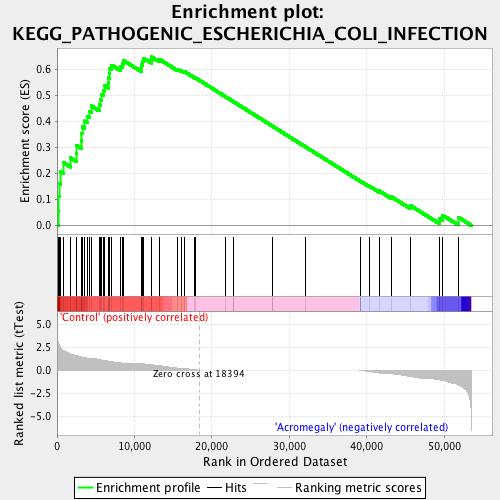 Enrichment plot:
KEGG_PATHOGENIC_ESCHERICHIA_COLI_INFECTION
Enrichment score (ES)
0.6
0.5
0.4
0.3
0.2
0.1
0.0
'Control' (positively correlated)
Ranked list metric (tTest)
5.0
2.5
0.0
-2.5
-5.0
Zero cross at 18394
'Acromegaly' (negatively correlated)
0
10,000
20,000
30,000
40,000
50,000
Rank in Ordered Dataset
Enrichment profile
Hits
Ranking metric scores